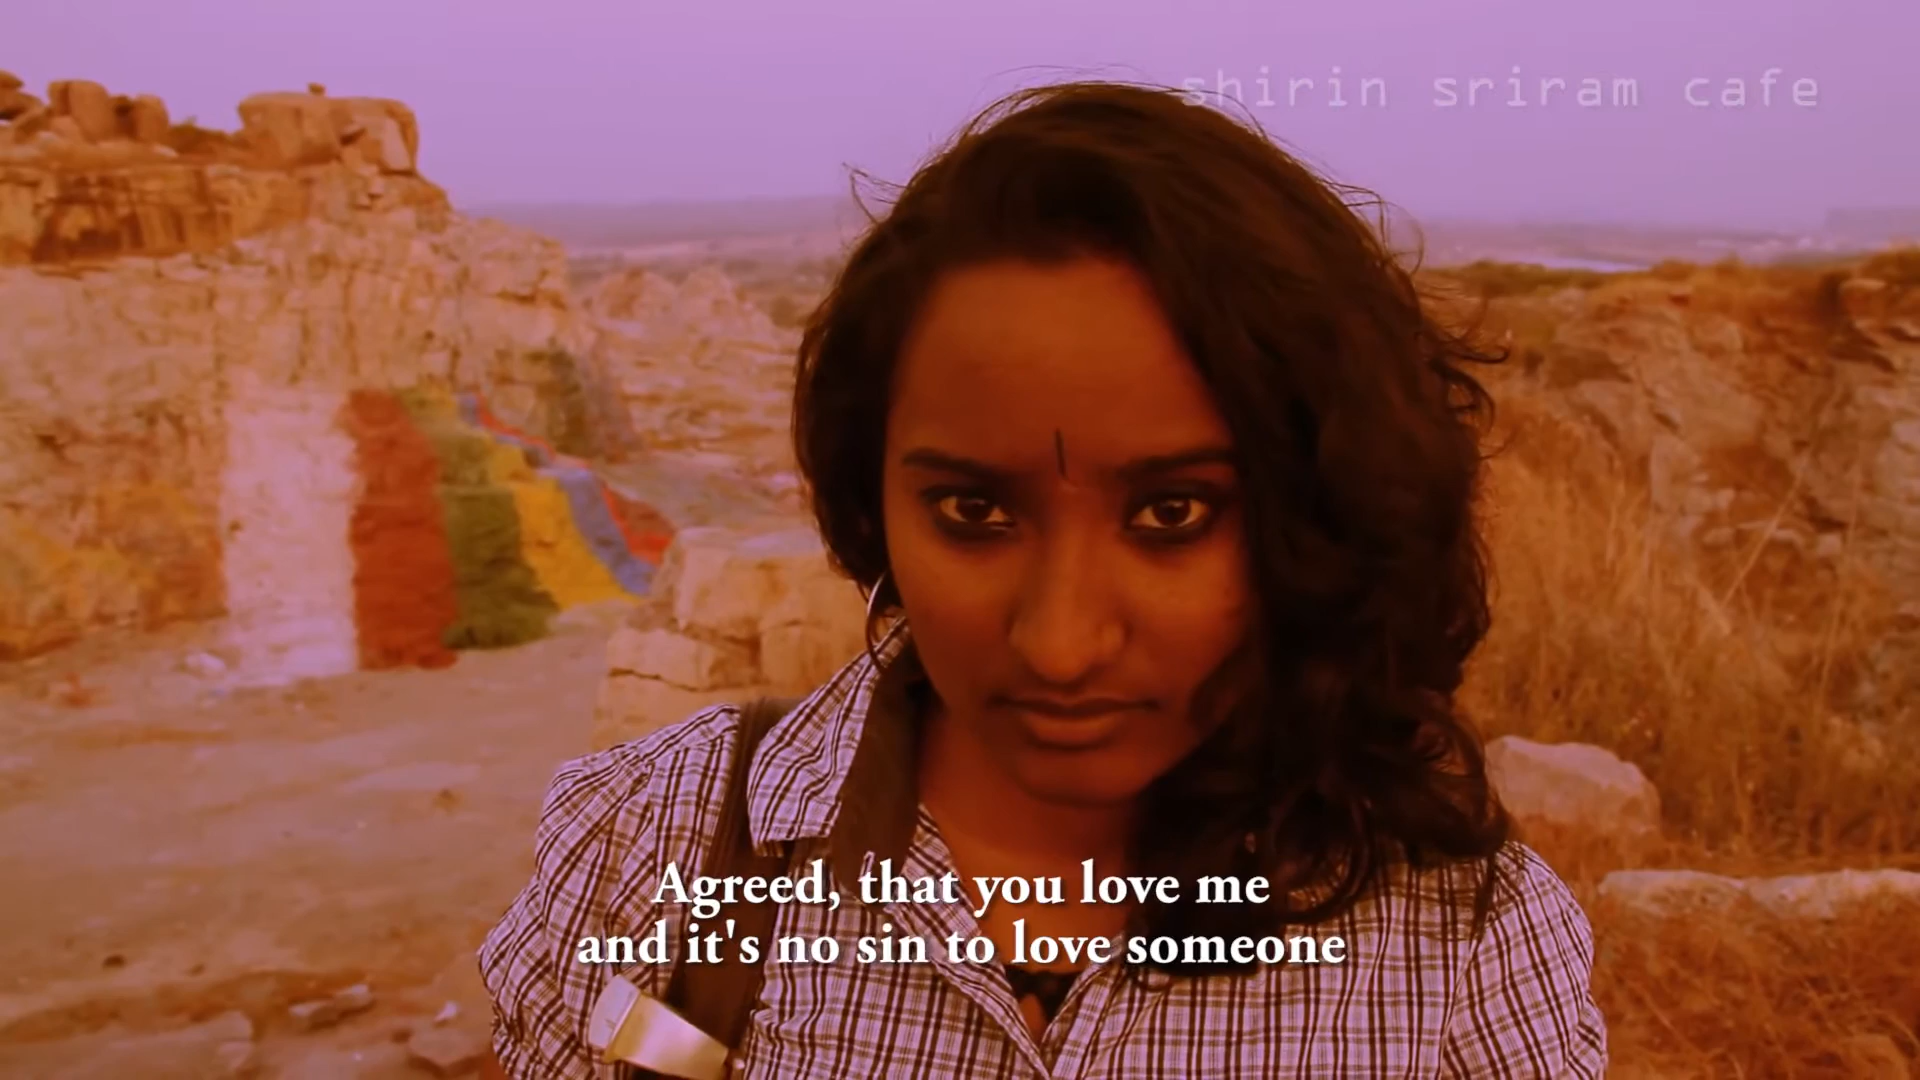 shirin sriram cafe
Agreed, that you love me
and it's no sin to love someone